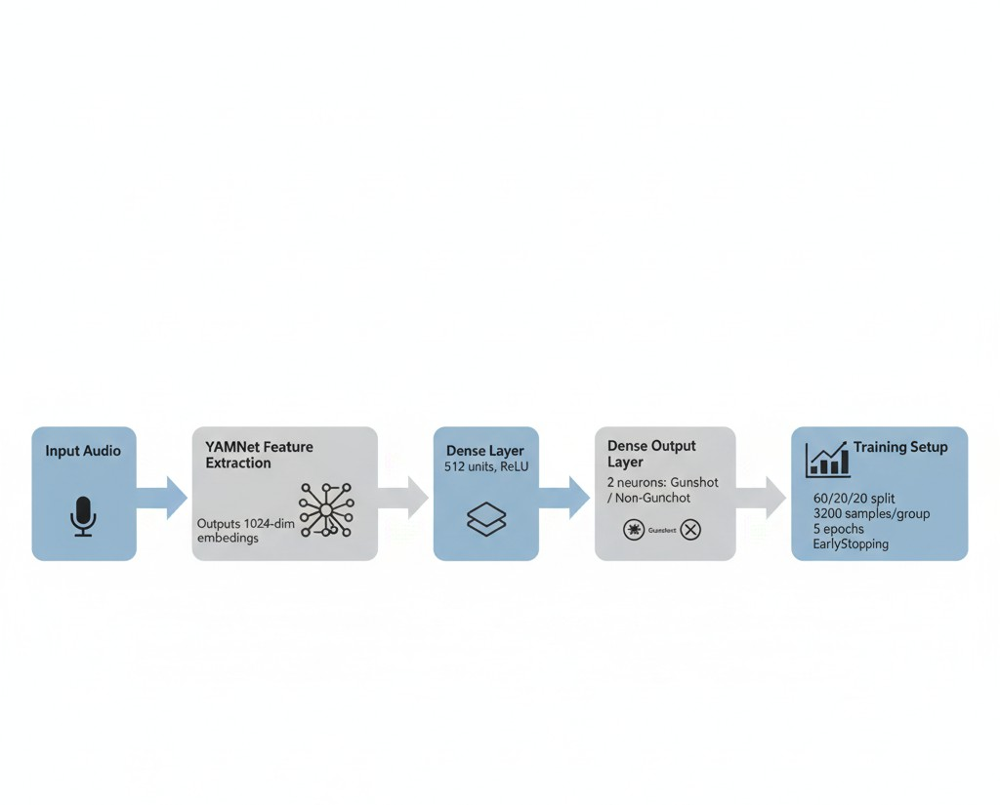 Input Audio
YAMNet Feature
Extraction
Outputs 1024-dim
embedings
Dense Layer
512 units, ReLU
Dense Output
Layer
2 neurons: Gunshot
/ Non-Gunchot
Training Setup
60/20/20 split
3200 samples/group
5 epochs
EarlyStopping